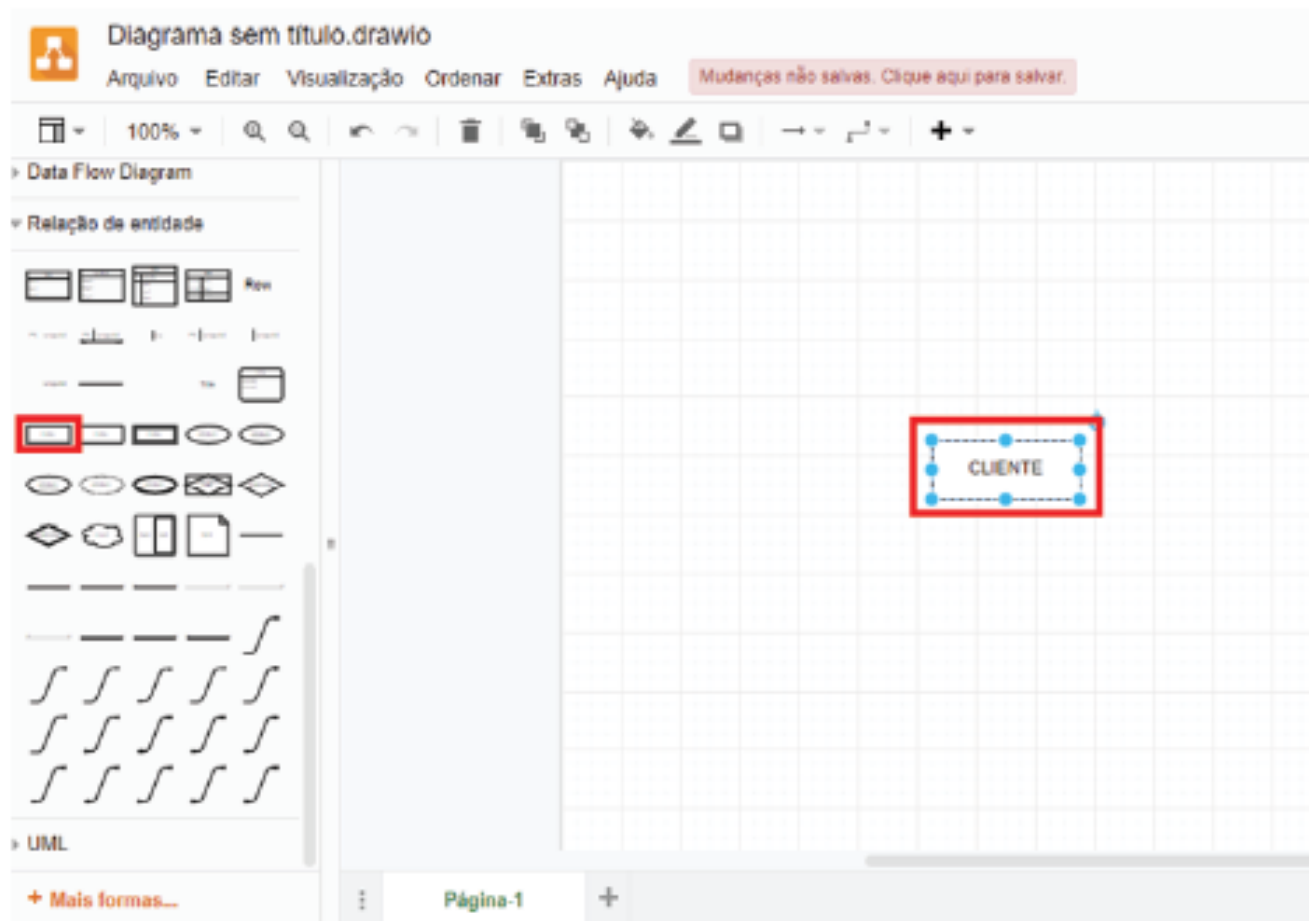 Diagrama sem título.drawio
Arquivo Editar Visualização Ordenar Extras Ajuda Mudanças não salvas. Clique aqui para salvar.
100%
Data Flow Diagram
Relação de entidade
Row
CLIENTE
UML
+ Mais formas...
Página-1